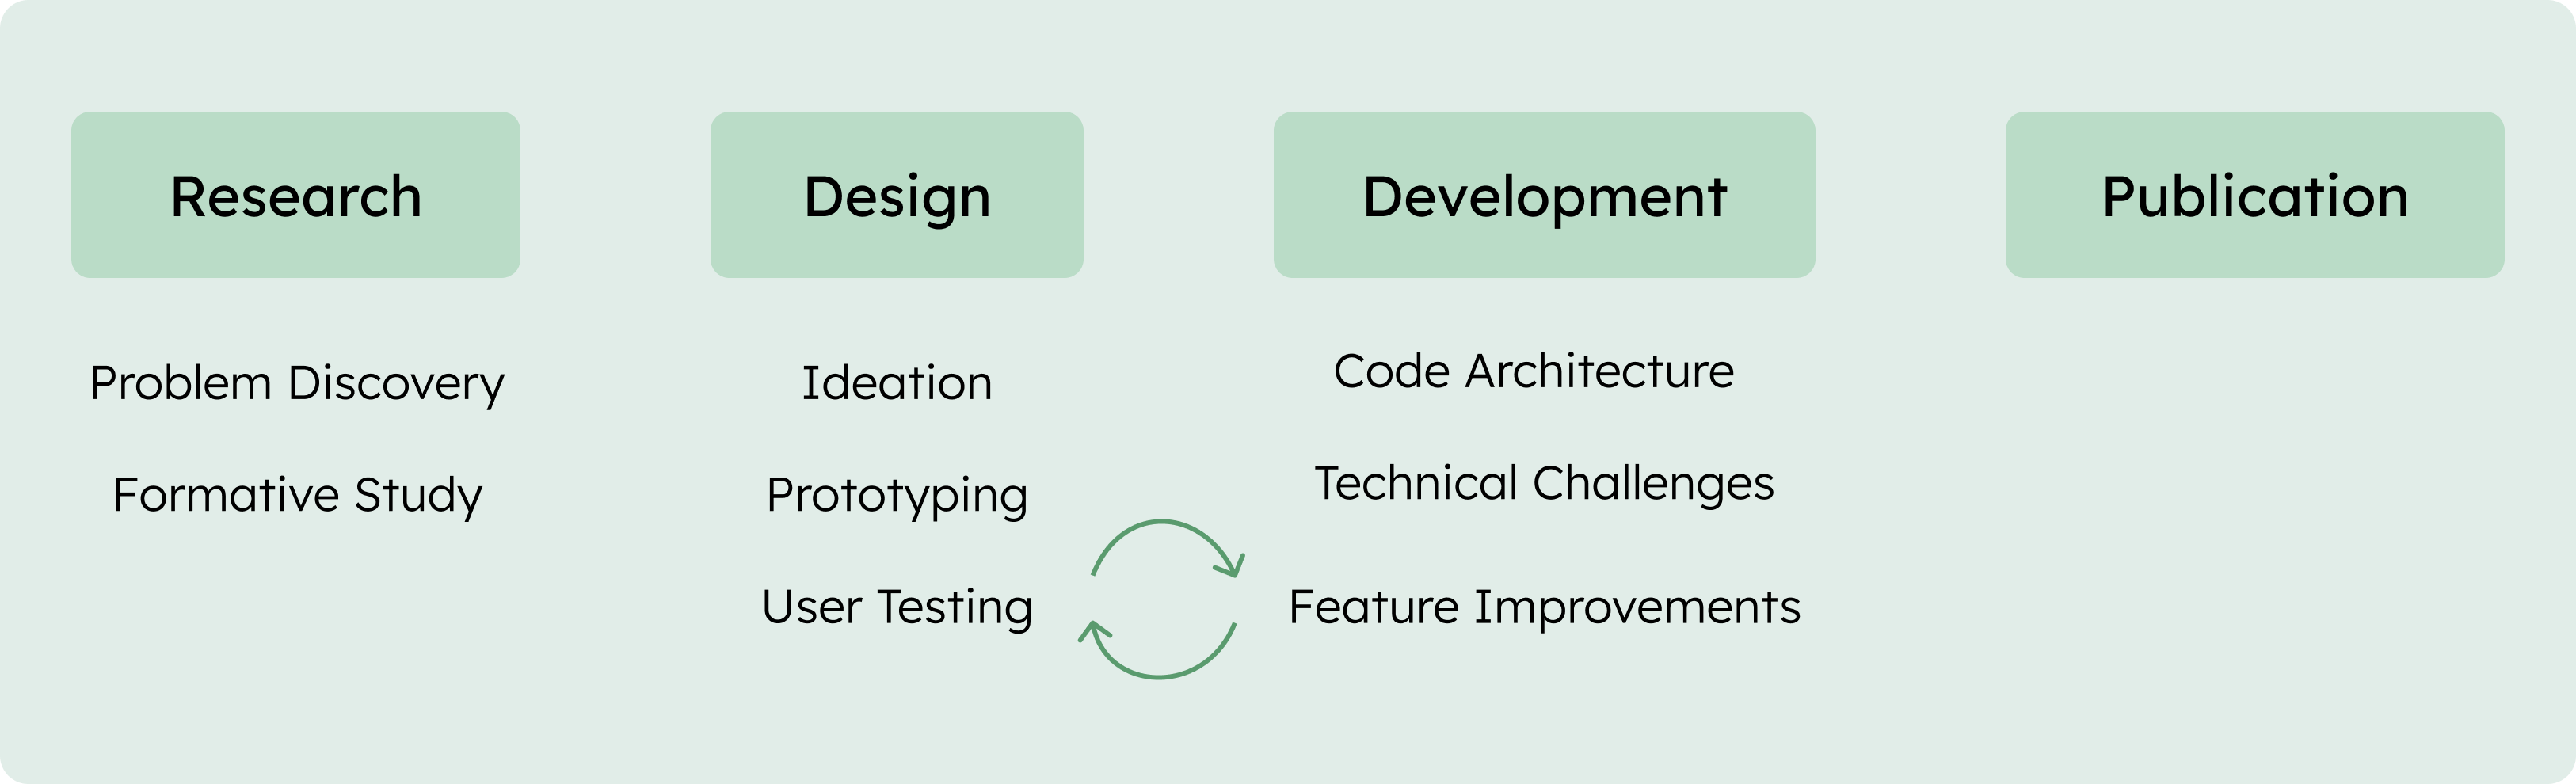 Research
Problem Discovery
Formative Study
Design
Ideation
Prototyping
User Testing
Development
Code Architecture
Technical Challenges
Feature Improvements
Publication